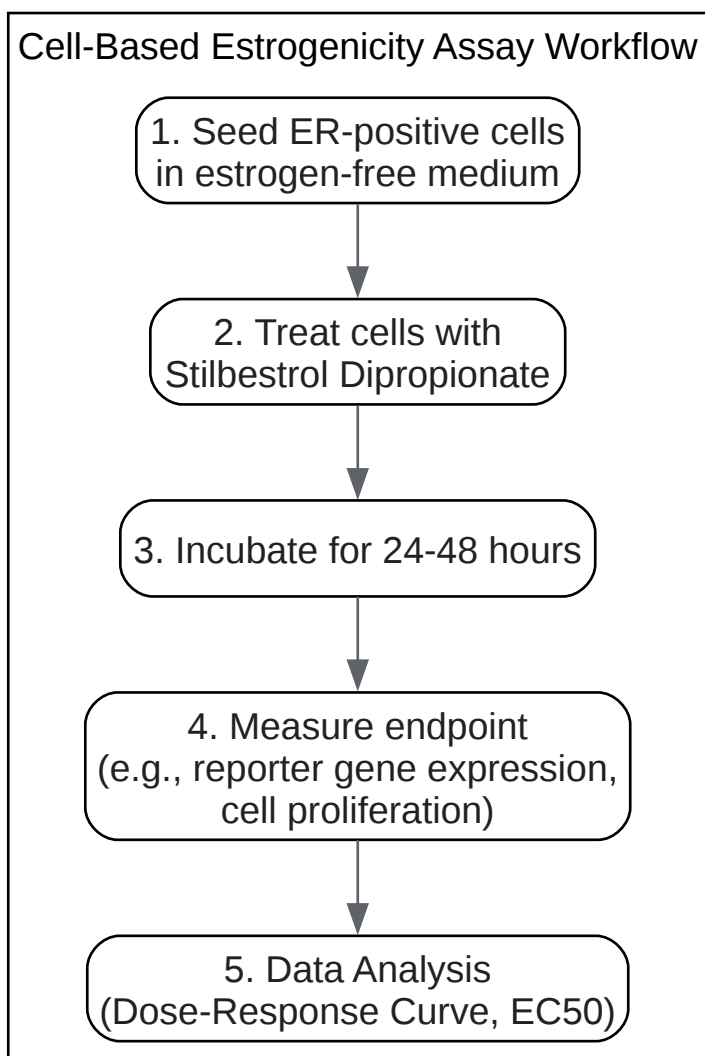 Cell-Based Estrogenicity Assay Workflow
1. Seed ER-positive cells
in estrogen-free medium
2. Treat cells with
Stilbestrol Dipropionate
3. Incubate for 24-48 hours
4. Measure endpoint
(e.g., reporter gene expression,
cell proliferation)
5. Data Analysis
(Dose-Response Curve, EC50)